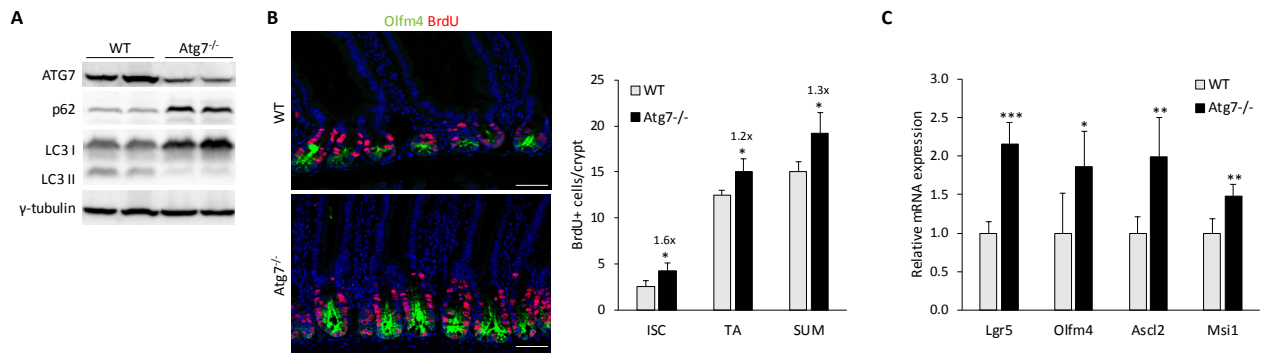 A
WT Atg7-/-
ATG7
p62
LC3 I
LC3 II
γ-tubulin
B
Olfm4 BrdU
WT
Atg7-/-
BrdU+ cells/crypt
25
20
15
10
5
0
WT
Atg7-/-
1.6x
*
1.2x
*
1.3x
*
ISC TA SUM
C
Relative mRNA expression
3.0
2.5
2.0
1.5
1.0
0.5
0.0
WT
Atg7-/-
***
*
**
**
Lgr5 Olfm4 Ascl2 Msi1